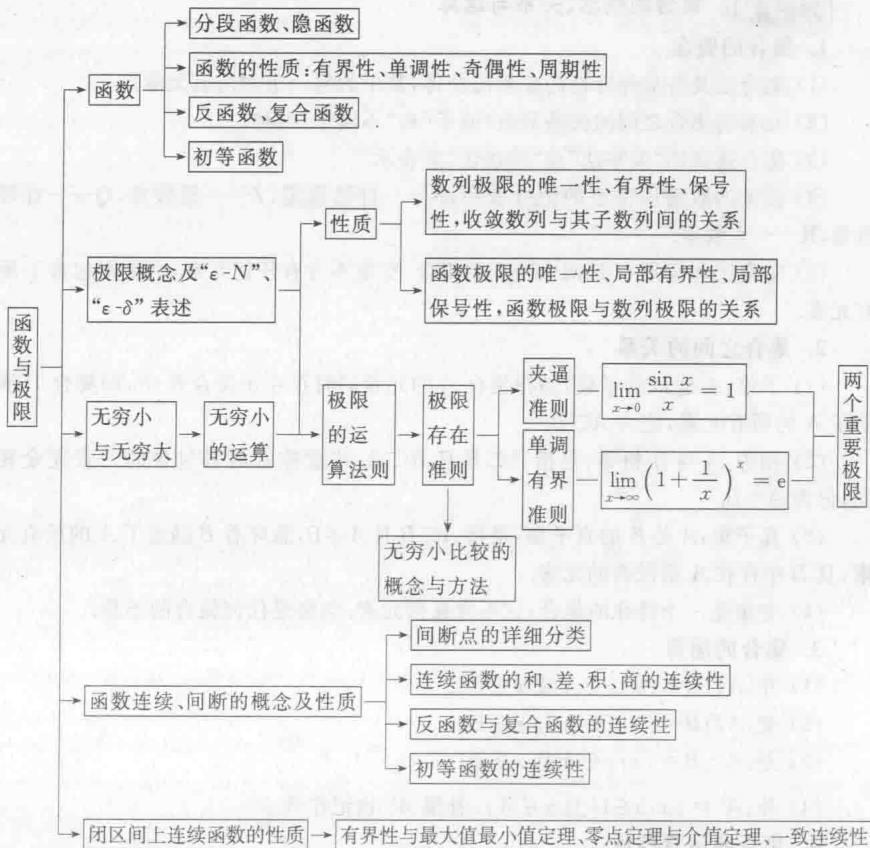 分段函数、隐函数
函数的性质:有界性、单调性、奇偶性、周期性
函数
反函数、复合函数
初等函数
数列极限的唯一性、有界性、保号
性,收敛数列与其子数列间的关系
性质
极限概念及“ε-N”、
“ε-δ”表述
函数极限的唯一性、局部有界性、局部
保号性,函数极限与数列极限的关系
函数与极限
无穷小
与无穷大
无穷小
的运算
极限
的运
算法则
极限
存在
准则
夹逼
准则
lim x→0 sin x / x = 1
单调
有界
准则
lim x→∞ (1 + 1/x)^x = e
两个重要极限
无穷小比较的
概念与方法
间断点的详细分类
连续函数的和、差、积、商的连续性
函数连续、间断的概念及性质
反函数与复合函数的连续性
初等函数的连续性
闭区间上连续函数的性质
有界性与最大值最小值定理、零点定理与介值定理,一致连续性